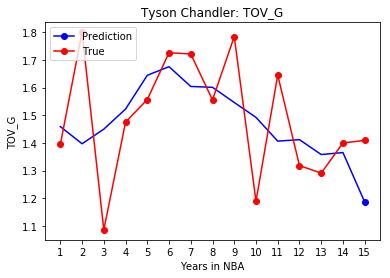 Tyson Chandler: TOV_G
Prediction
True
1.8
1.7
1.6
1.5
1.4
1.3
1.2
1.1
TOV_G
1 2 3 4 5 6 7 8 9 10 11 12 13 14 15
Years in NBA